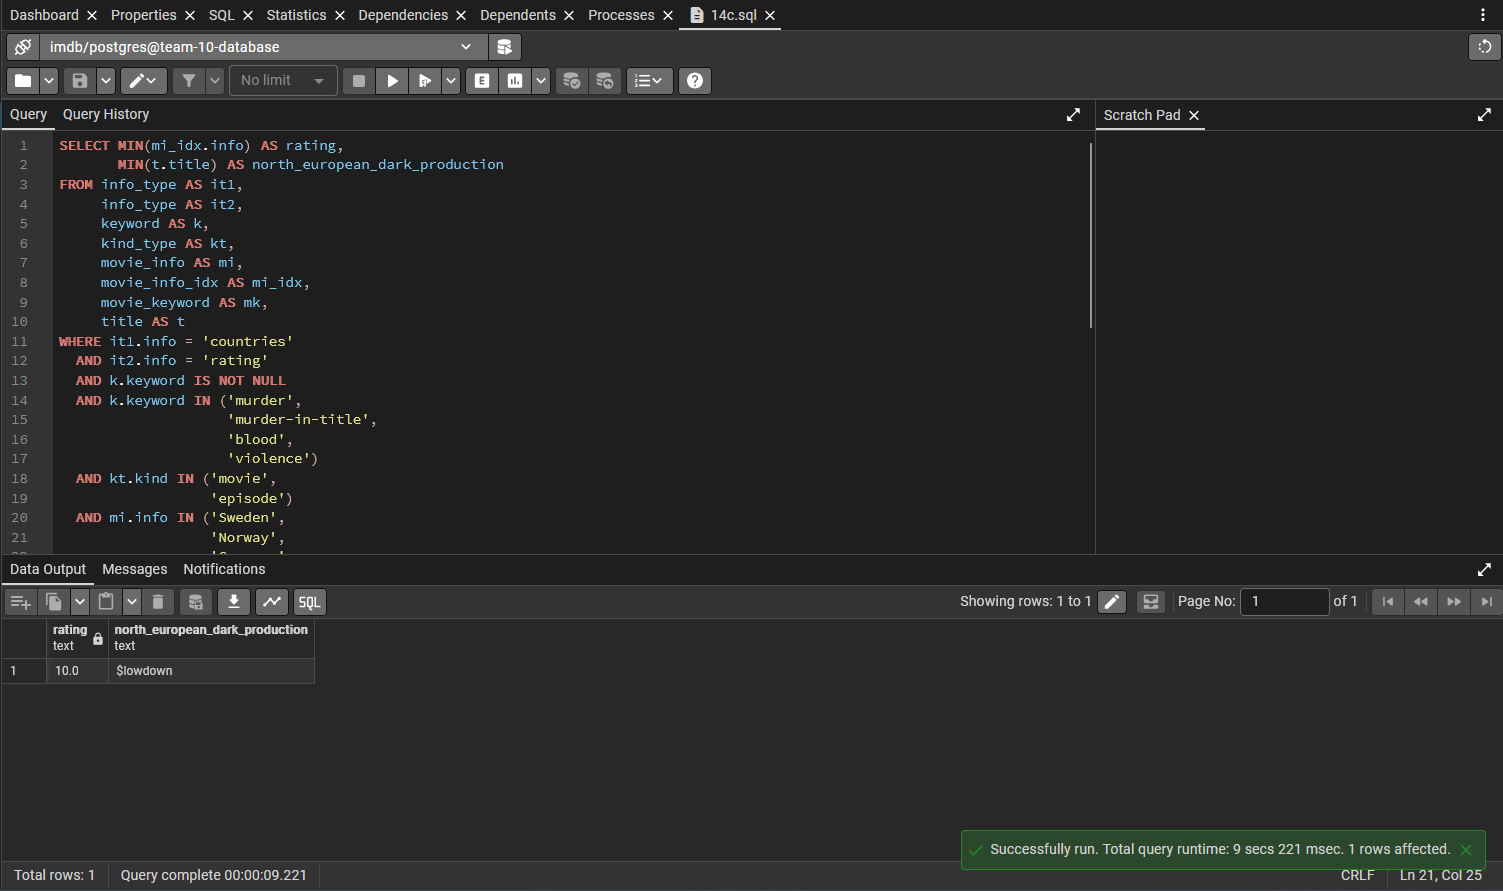 Dashboard Properties SQL Statistics Dependencies Dependents Processes 14c.sql
imdb/postgres@team-10-database
No limit E
Query Query History Scratch Pad
1 SELECT MIN(mi_idx.info) AS rating,
2 MIN(t.title) AS north_european_dark_production
3 FROM info_type AS it1,
4 info_type AS it2,
5 keyword AS k,
6 kind_type AS kt,
7 movie_info AS mi,
8 movie_info_idx AS mi_idx,
9 movie_keyword AS mk,
10 title AS t
11 WHERE it1.info = 'countries'
12 AND it2.info = 'rating'
13 AND k.keyword IS NOT NULL
14 AND k.keyword IN ('murder',
15 'murder-in-title',
16 'blood',
17 'violence')
18 AND kt.kind IN ('movie',
19 'episode')
20 AND mi.info IN ('Sweden',
21 'Norway',
Data Output Messages Notifications
SQL Showing rows: 1 to 1 Page No: 1 of 1
rating north_european_dark_production
text text
1 10.0 $lowdown
Successfully run. Total query runtime: 9 secs 221 msec. 1 rows affected.
Total rows: 1 Query complete 00:00:09.221 CRLF Ln 21, Col 25